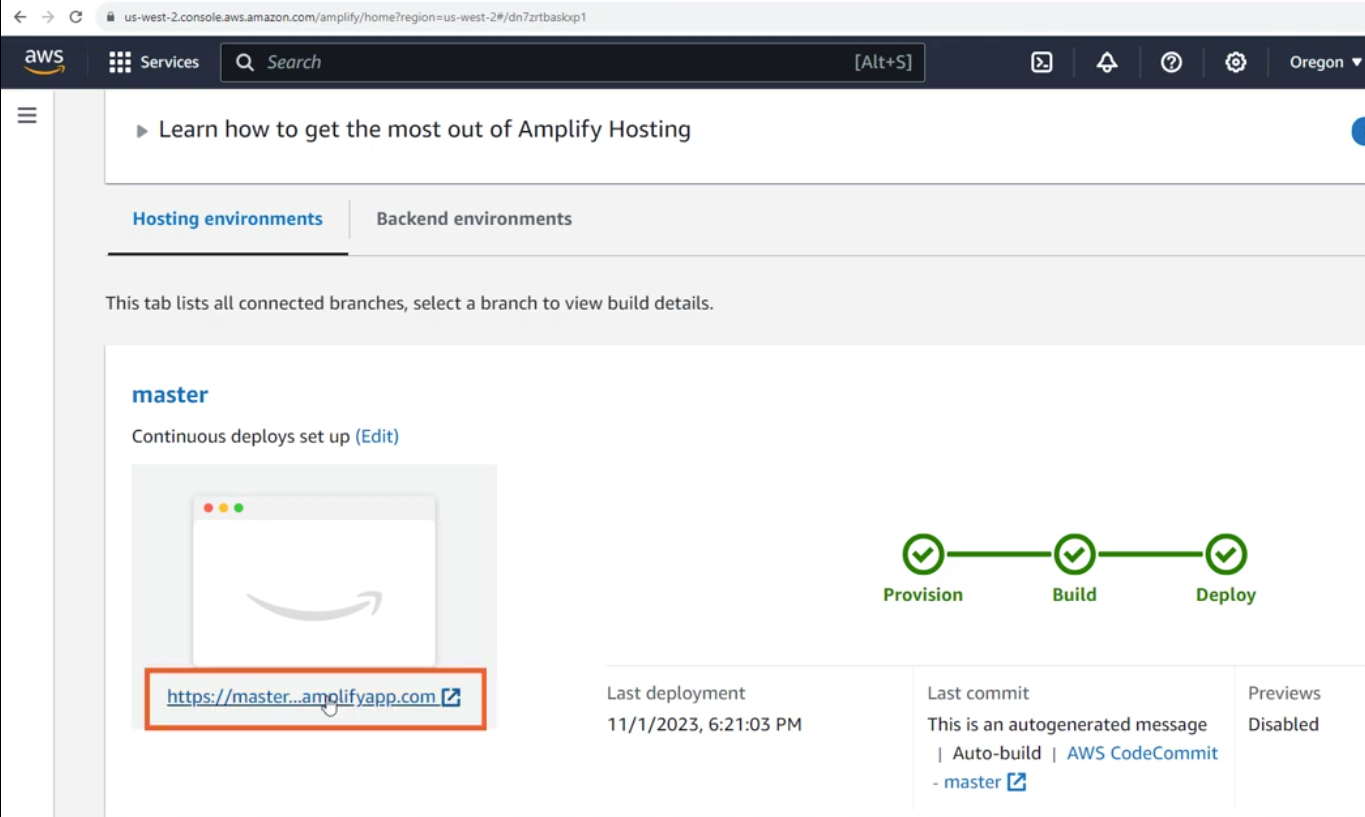 us-west-2.console.aws.amazon.com/amplify/home?region=us-west-2#/dn7zrtbaskxp1
aws
Services
Search
[Alt+S]
Oregon
Learn how to get the most out of Amplify Hosting
Hosting environments
Backend environments
This tab lists all connected branches, select a branch to view build details.
master
Continuous deploys set up (Edit)
https://master...amplifyapp.com
Provision
Build
Deploy
Last deployment
11/1/2023, 6:21:03 PM
Last commit
This is an autogenerated message
| Auto-build | AWS CodeCommit
- master
Previews
Disabled